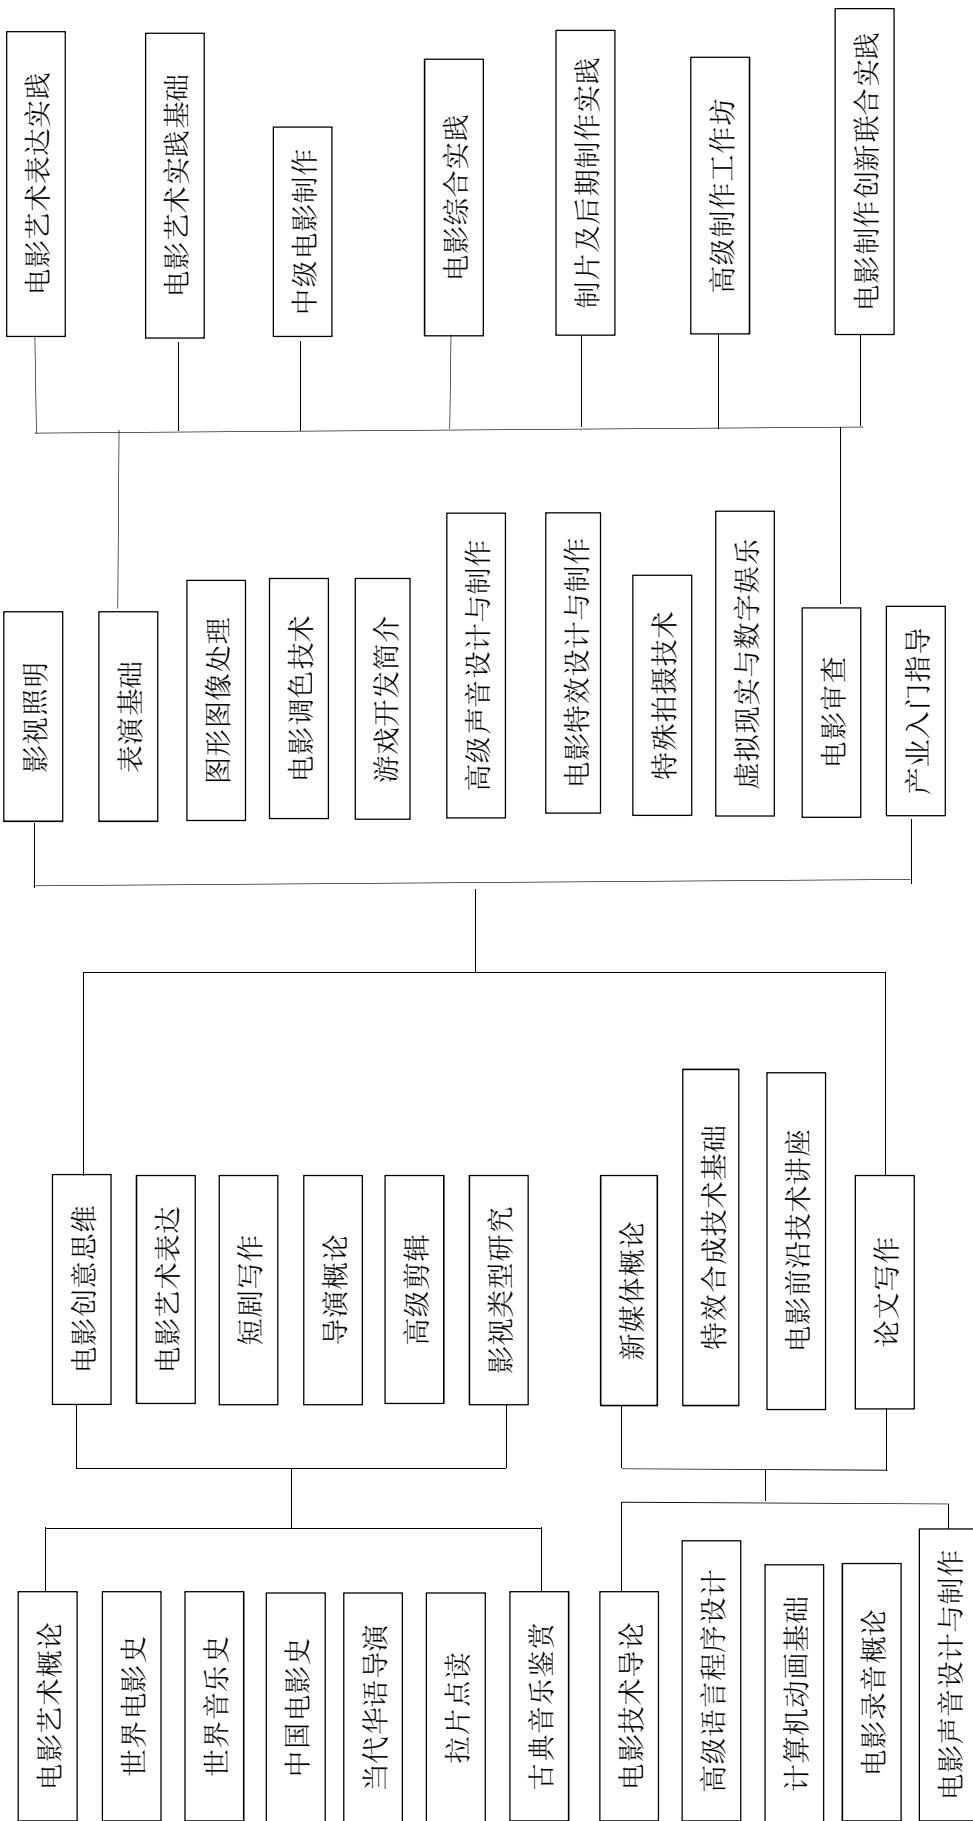 电影艺术概论
世界电影史
世界音乐史
中国电影史
当代华语导演
拉片点读
古典音乐鉴赏
电影技术导论
高级语言程序设计
计算机动画基础
电影录音概论
电影声音设计与制作
电影创意思维
电影艺术表达
短剧写作
导演概论
高级剪辑
影视类型研究
新媒体概论
特效合成技术基础
电影前沿技术讲座
论文写作
影视照明
表演基础
图形图像处理
电影调色技术
游戏开发简介
高级声音设计与制作
电影特效设计与制作
特殊拍摄技术
虚拟现实与数字娱乐
电影审查
产业入门指导
电影艺术表达实践
电影艺术实践基础
中级电影制作
电影综合实践
制片及后期制作实践
高级制作工作坊
电影制作创新联合实践